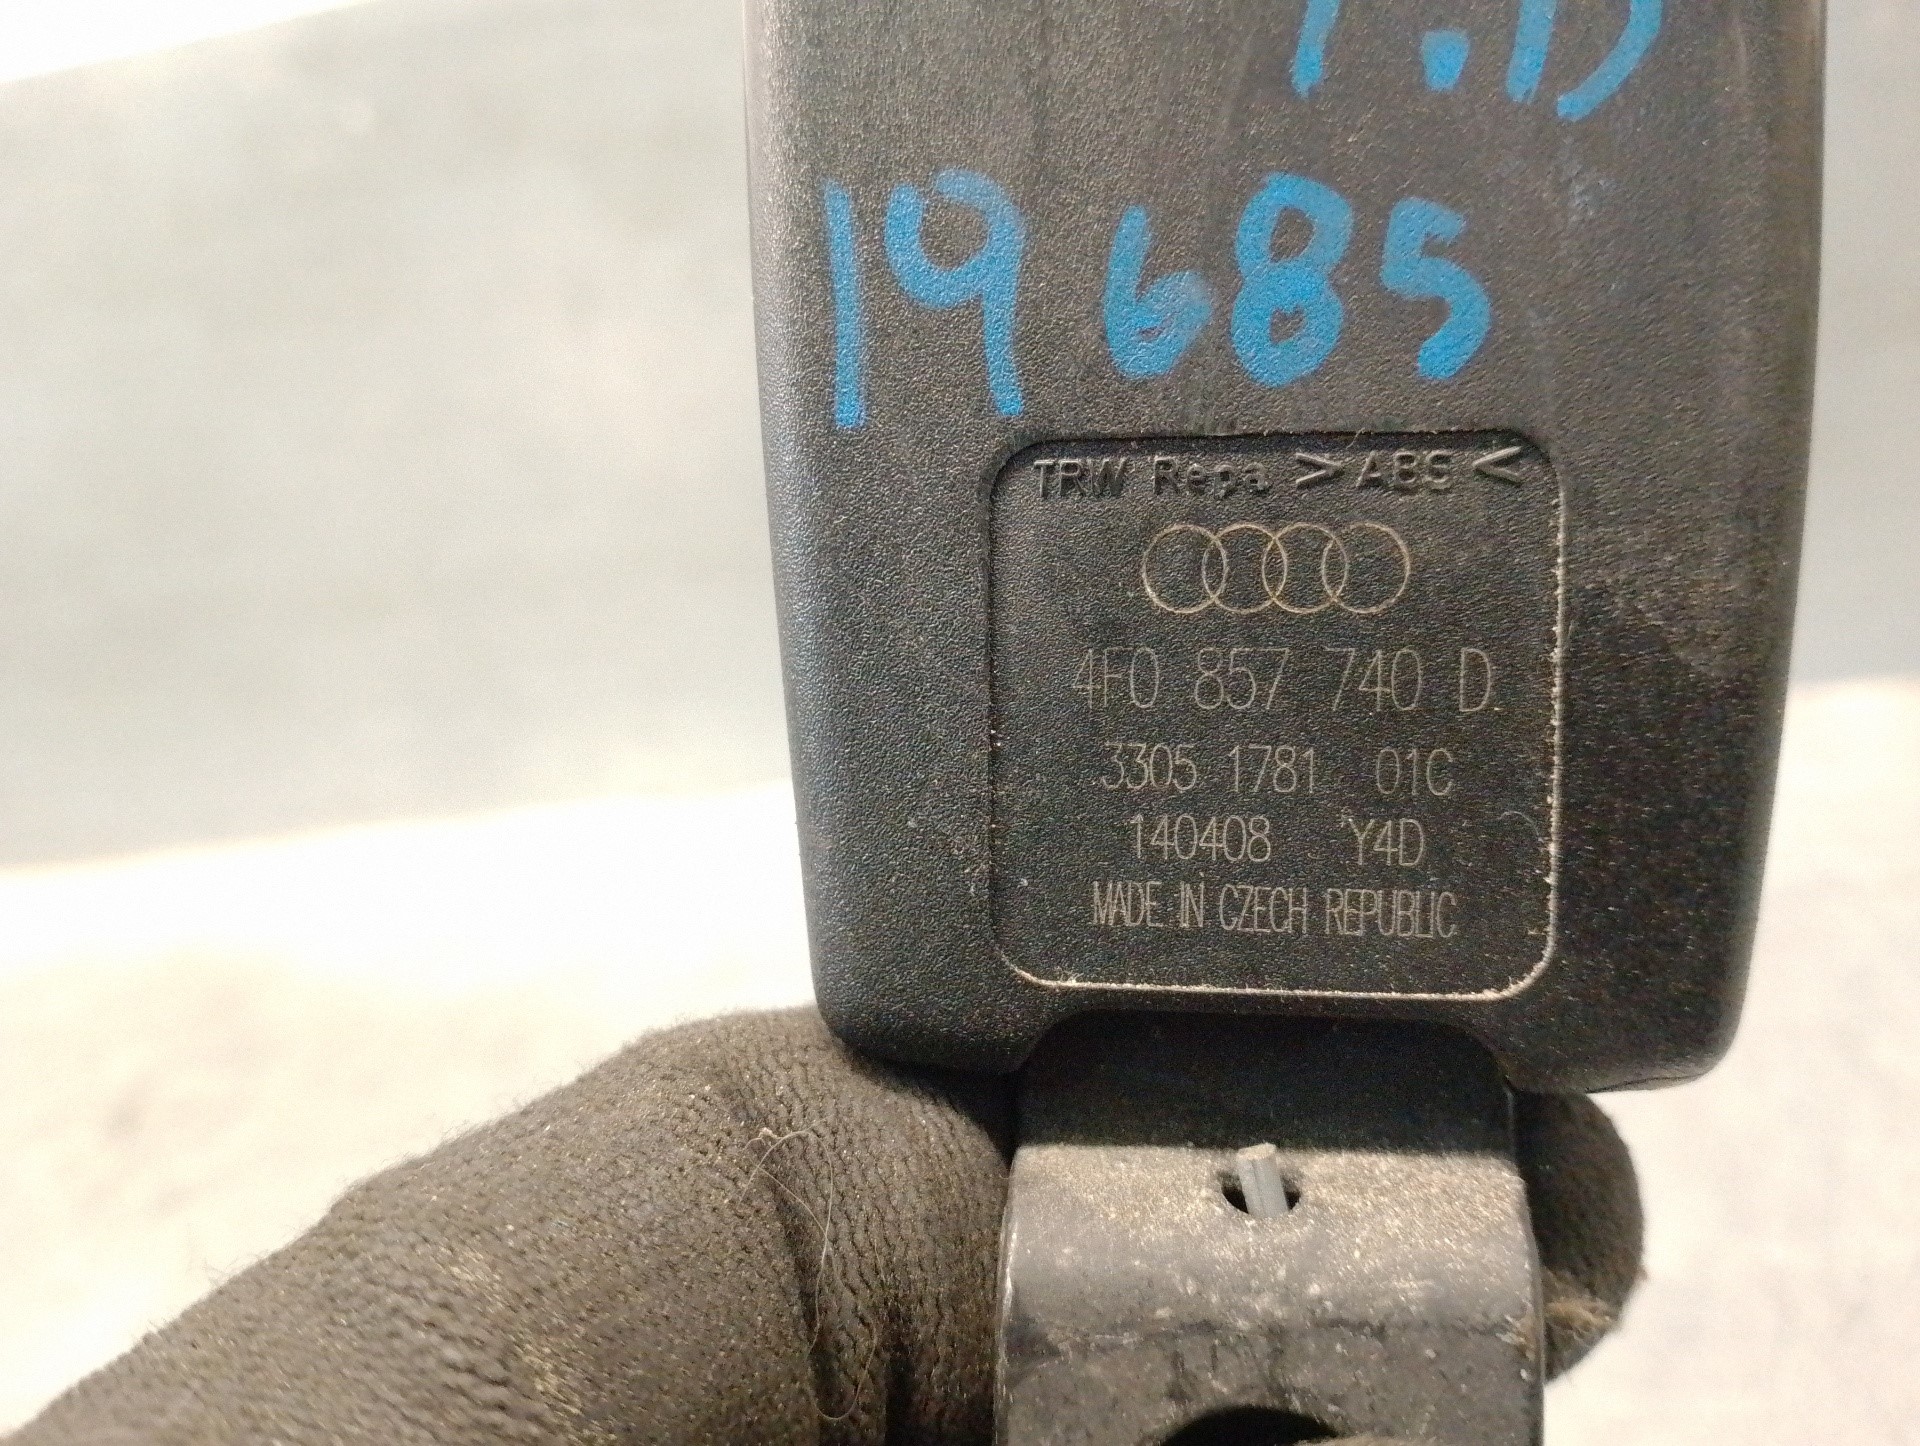 19685
TRW Repa >ABS<
4F0 857 740 D
3305 1781 01C
140408 Y4D
MADE IN CZECH REPUBLIC